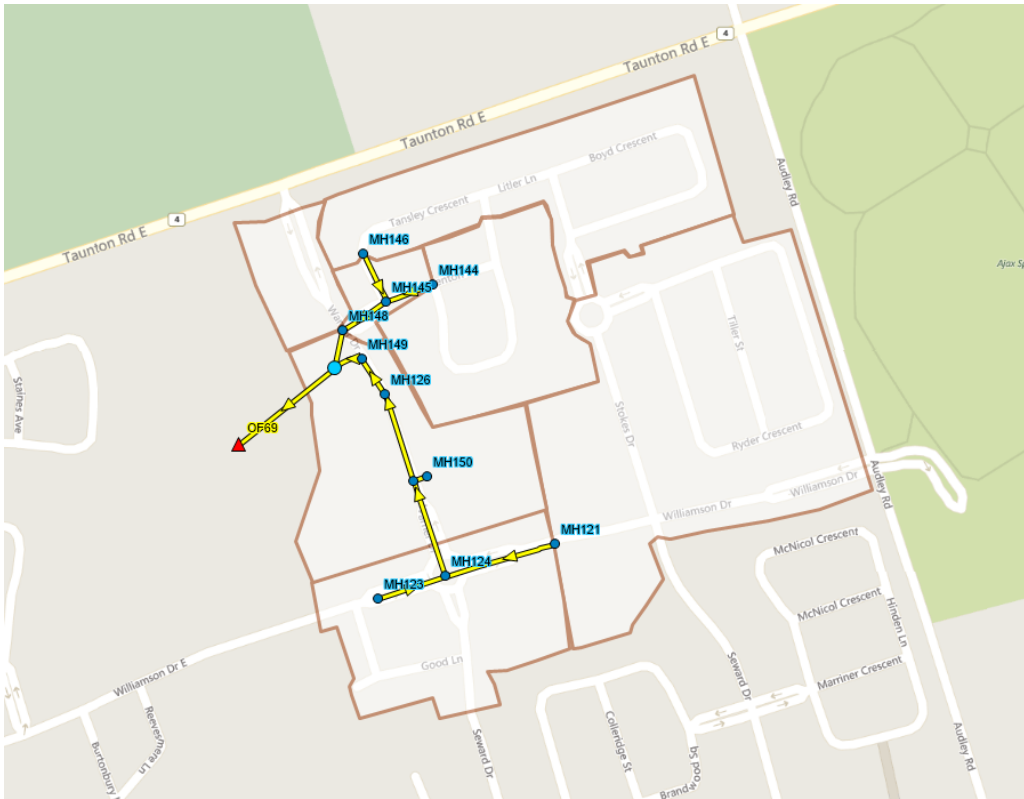 4
Taunton Rd E
Taunton Rd E
Boyd Crescent
Litler Ln
Audley Rd
Tansley Crescent
4
Taunton Rd E
MH146
MH144
MH145
MH148
MH149
MH126
Tiller St
Staines Ave
Stokes Dr
OF69
Ryder Crescent
MH150
Audley Rd
Williamson Dr
Williamson Dr
MH121
MH124
MH123
McNicol Crescent
McNicol Crescent
Hinden Ln
Good Ln
Williamson Dr E
Seward Dr
Marriner Crescent
Reevesmere Ln
Colleridge St
Seward Dr
Audley Rd